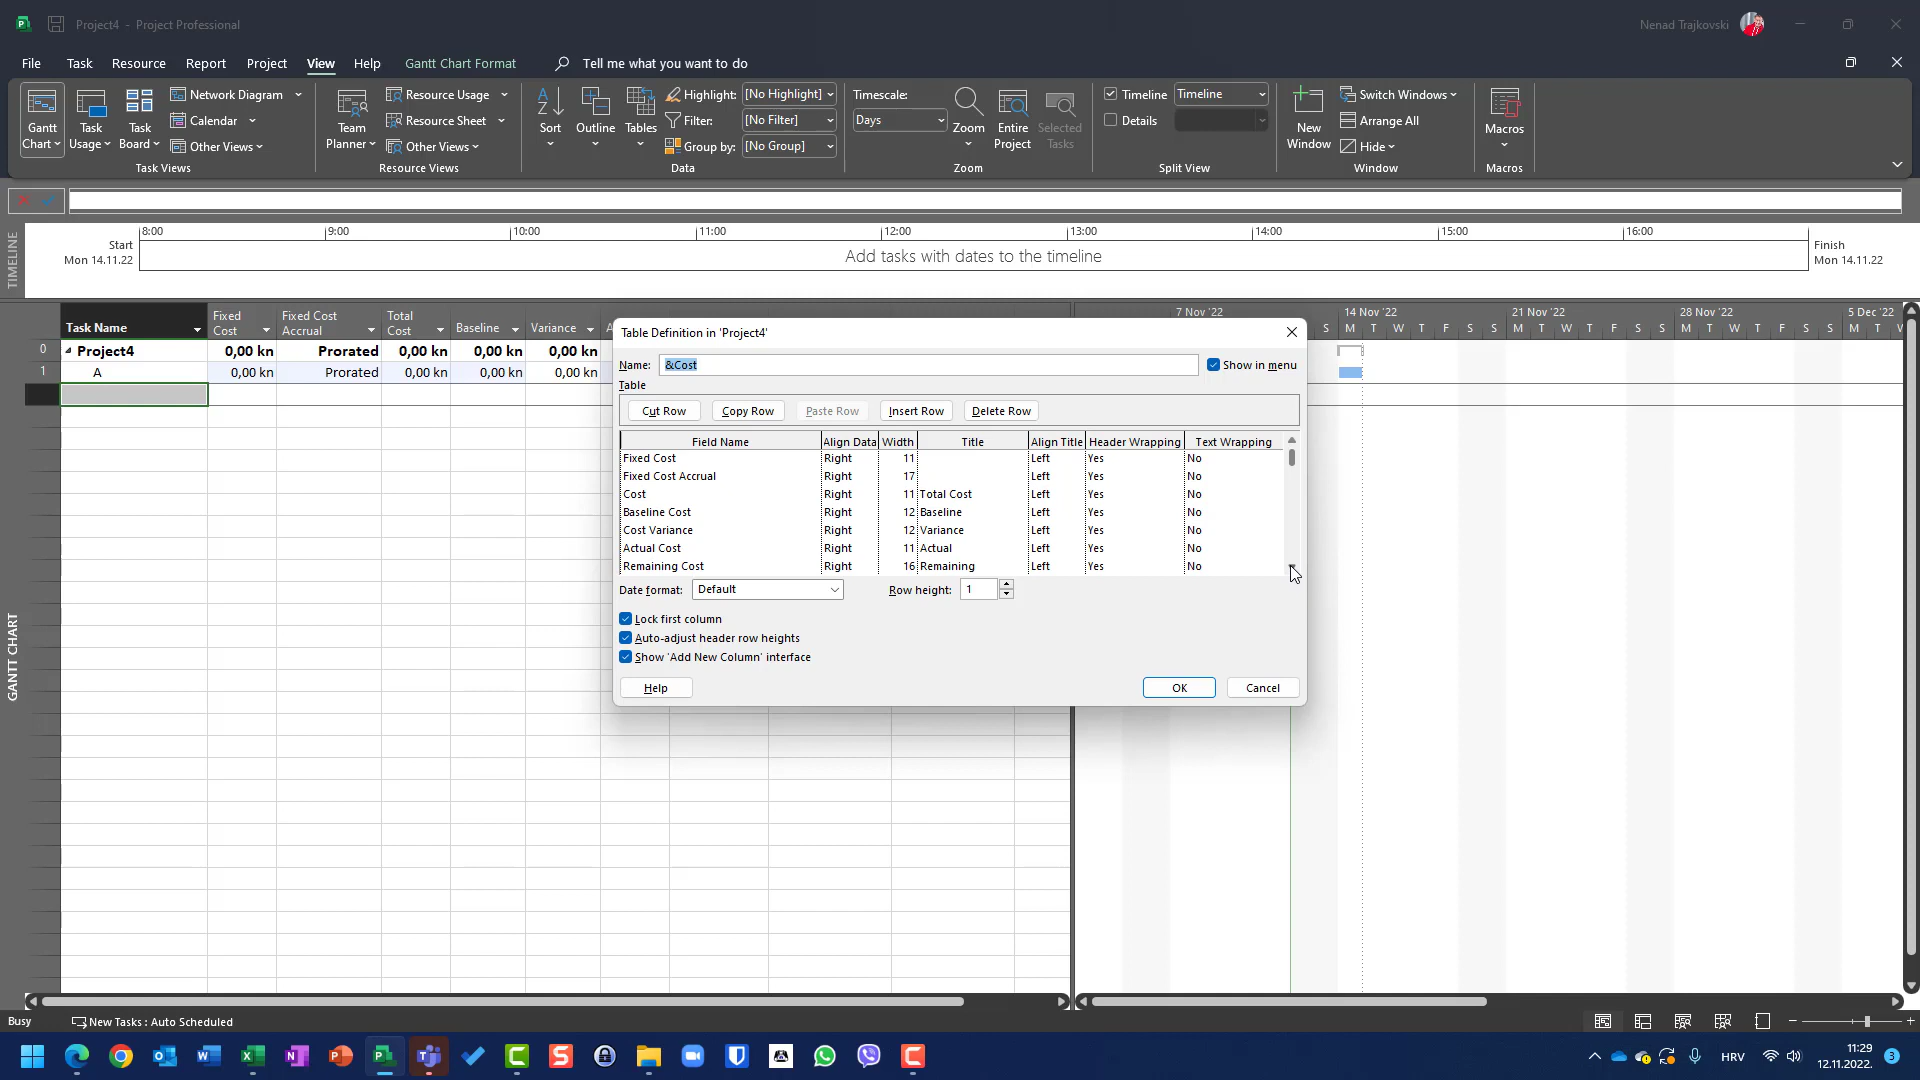 Project4 - Project Professional
Nenad Trajkovski
File Task Resource Report Project View Help Gantt Chart Format Tell me what you want to do
Gantt Chart
Task Usage
Task Board
Network Diagram
Calendar
Other Views
Task Views
Team Planner
Resource Usage
Resource Sheet
Other Views
Resource Views
Sort
Outline
Tables
Highlight: [No Highlight]
Filter: [No Filter]
Group by: [No Group]
Data
Timescale:
Days
Zoom
Entire Project
Selected Tasks
Zoom
Timeline Timeline
Details
Split View
New Window
Switch Windows
Arrange All
Hide
Window
Macros
Macros
TIMELINE
Start
Mon 14.11.22
8:00 9:00 10:00 11:00 12:00 13:00 14:00 15:00 16:00
Add tasks with dates to the timeline
Finish
Mon 14.11.22
GANTT CHART
Task Name Fixed Cost Fixed Cost Accrual Total Cost Baseline Variance A
0 Project4 0,00 kn Prorated 0,00 kn 0,00 kn 0,00 kn
1 A 0,00 kn Prorated 0,00 kn 0,00 kn 0,00 kn
7 Nov '22 14 Nov '22 21 Nov '22 28 Nov '22 5 Dec '22
S M T W T F S S M T W T F S S M T W T F S S M T W
Table Definition in 'Project4'
Name: &Cost Show in menu
Table
Cut Row Copy Row Paste Row Insert Row Delete Row
Field Name Align Data Width Title Align Title Header Wrapping Text Wrapping
Fixed Cost Right 11 Left Yes No
Fixed Cost Accrual Right 17 Left Yes No
Cost Right 11 Total Cost Left Yes No
Baseline Cost Right 12 Baseline Left Yes No
Cost Variance Right 12 Variance Left Yes No
Actual Cost Right 11 Actual Left Yes No
Remaining Cost Right 16 Remaining Left Yes No
Date format: Default Row height: 1
Lock first column
Auto-adjust header row heights
Show 'Add New Column' interface
Help OK Cancel
Busy New Tasks : Auto Scheduled
HRV
11:29
12.11.2022.
3